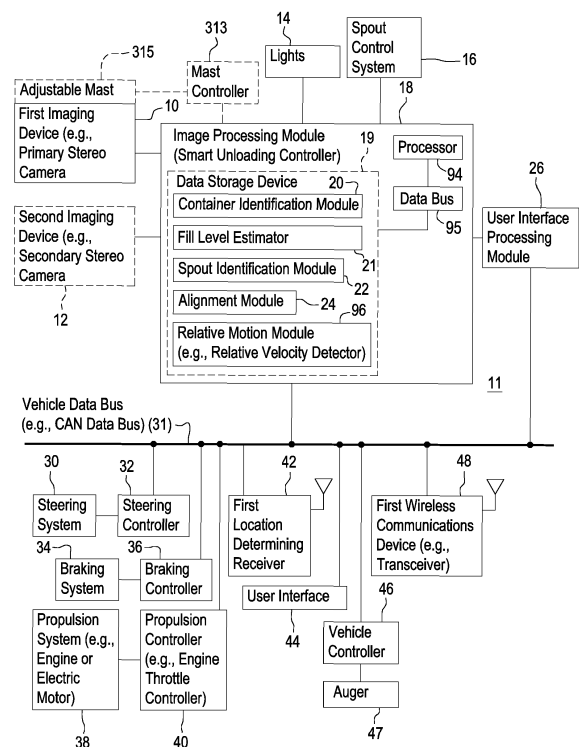 313
14
Spout
Control
System
16
Lights
315
Mast
Controller
Adjustable Mast
10
18
First Imaging
Device (e.g.,
Primary Stereo
Camera
Image Processing Module
(Smart Unloading Controller)
19
Processor
94
Data Storage Device
20
Container Identification Module
Data Bus
95
26
Second Imaging
Device (e.g.,
Secondary Stereo
Camera
12
Fill Level Estimator
21
User Interface
Processing
Module
Spout Identification Module
22
Alignment Module
24
96
Relative Motion Module
(e.g., Relative Velocity Detector)
11
Vehicle Data Bus
(e.g., CAN Data Bus) (31)
30
32
42
48
Steering
System
Steering
Controller
First
Location
Determining
Receiver
First Wireless
Communications
Device (e.g.,
Transceiver)
34
36
Braking
System
Braking
Controller
User Interface
44
46
Propulsion
System (e.g.,
Engine or
Electric
Motor)
38
Propulsion
Controller
(e.g., Engine
Throttle
Controller)
40
Vehicle
Controller
Auger
47